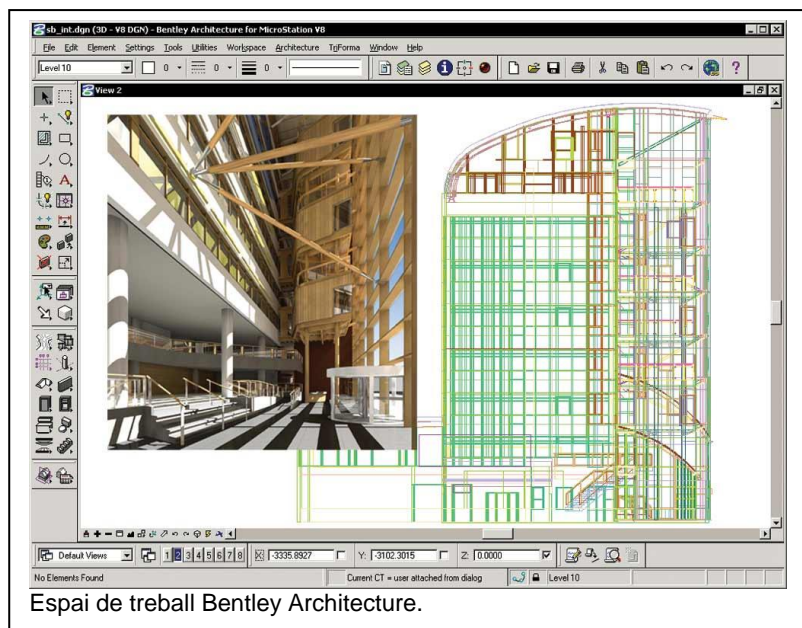 sb_int.dgn (3D - V8 DGN) - Bentley Architecture for MicroStation V8
File Edit Element Settings Tools Utilities Workspace Architecture TriForma Window Help
Level 10 0 0 0
View 2
Default Views 1 2 3 4 5 6 7 8 X -3335.8927 Y: -3102.3015 Z: 0.0000
No Elements Found Current CT = user attached from dialog Level 10
Espai de treball Bentley Architecture.